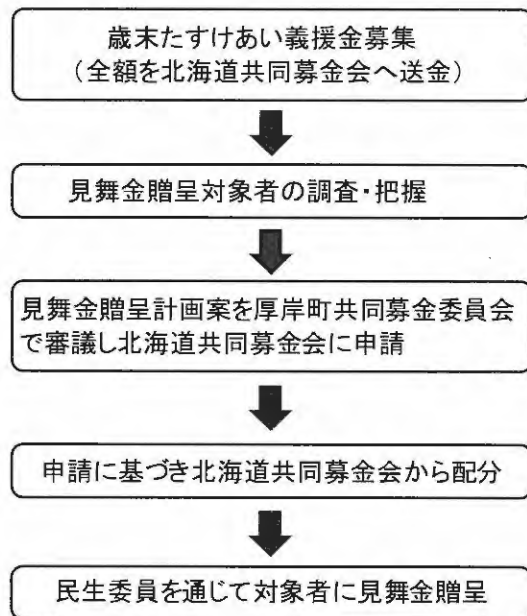 歳末たすけあい義援金募集
（全額を北海道共同募金会へ送金）
見舞金贈呈対象者の調査・把握
見舞金贈呈計画案を厚岸町共同募金委員会
で審議し北海道共同募金会に申請
申請に基づき北海道共同募金会から配分
民生委員を通じて対象者に見舞金贈呈